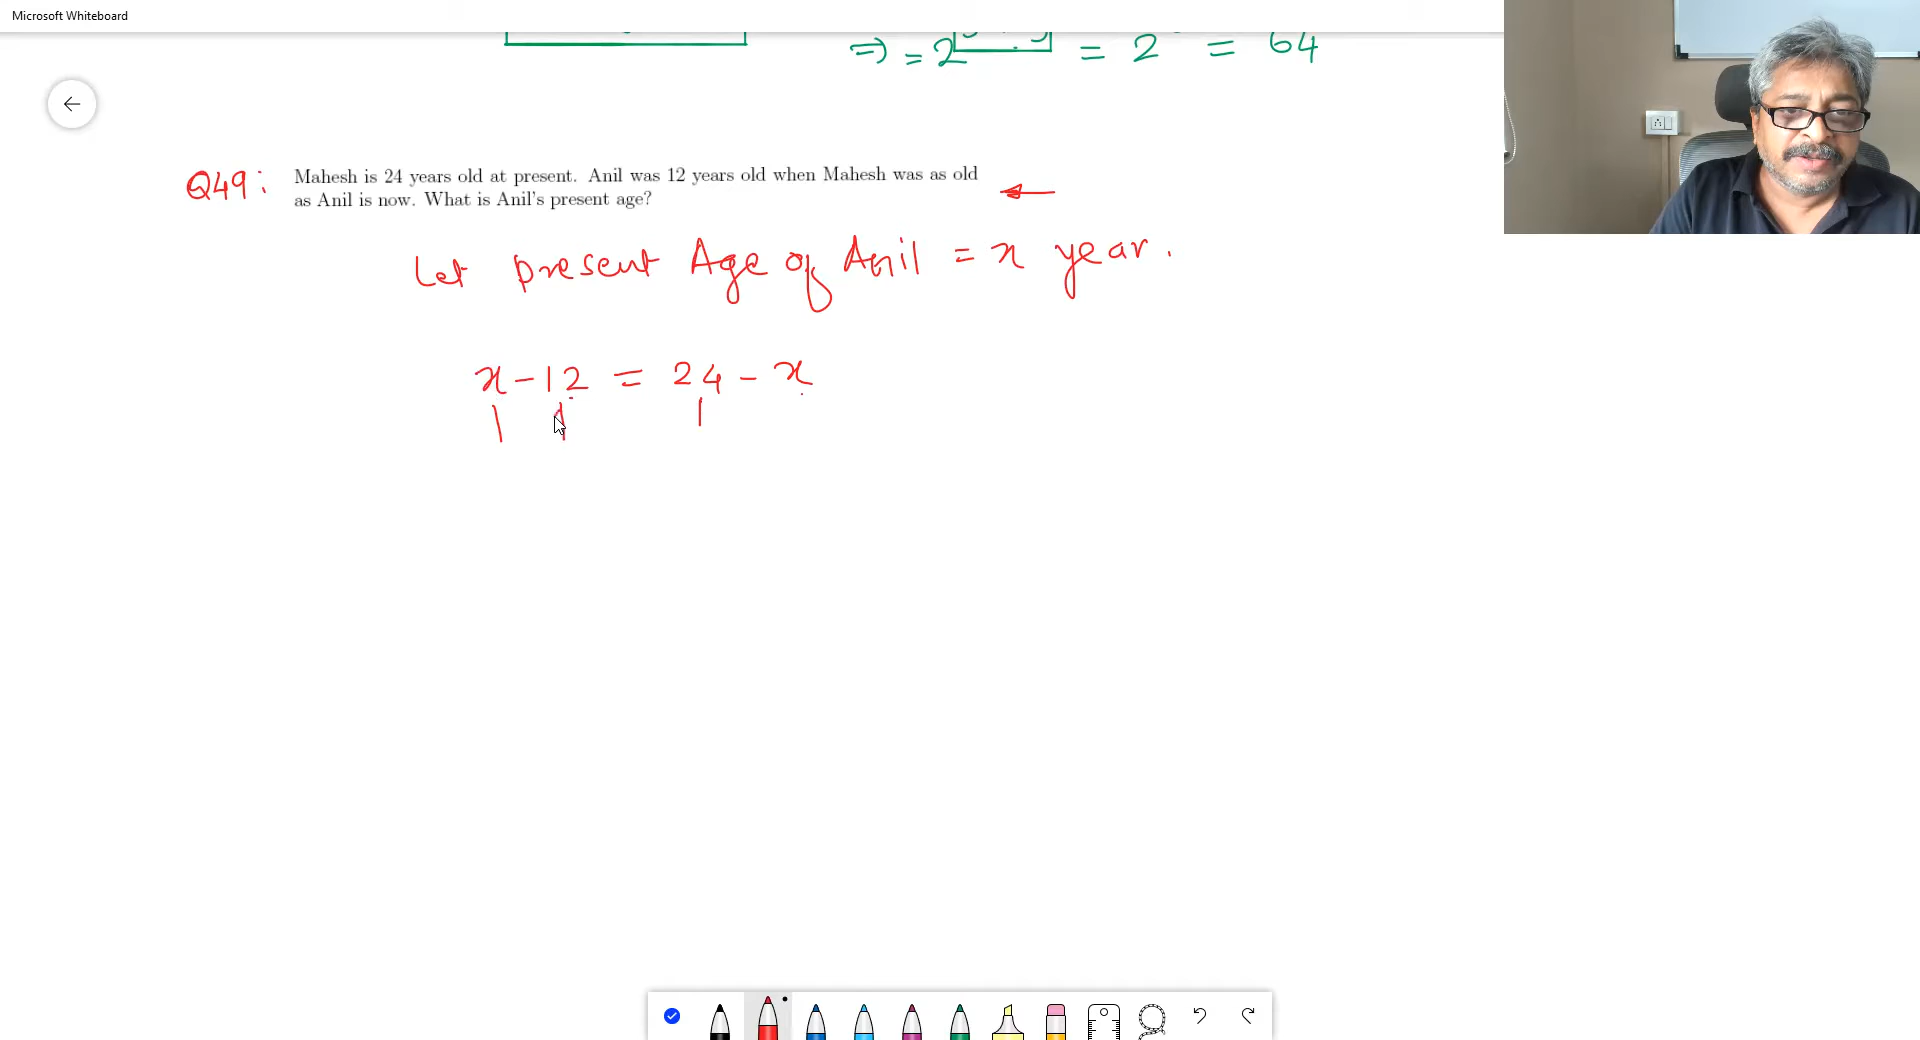 Microsoft Whiteboard
⇒ = 2 = 2 = 64
Q49: Mahesh is 24 years old at present. Anil was 12 years old when Mahesh was as old
as Anil is now. What is Anil's present age?
Let present Age of Anil = x year.
x - 12 = 24 - x